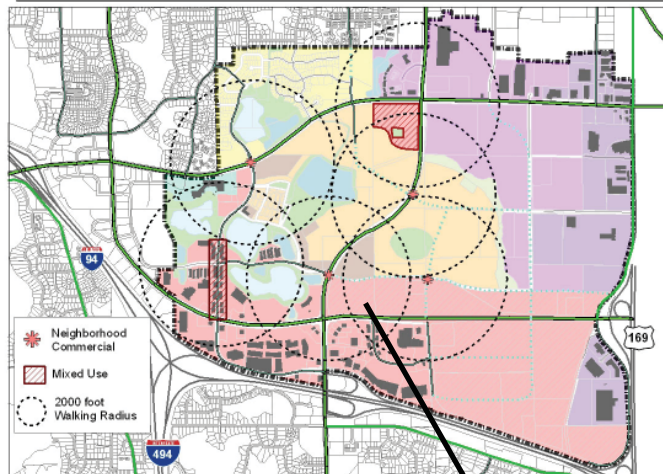 94
169
Neighborhood
Commercial
Mixed Use
2000 foot
Walking Radius
494